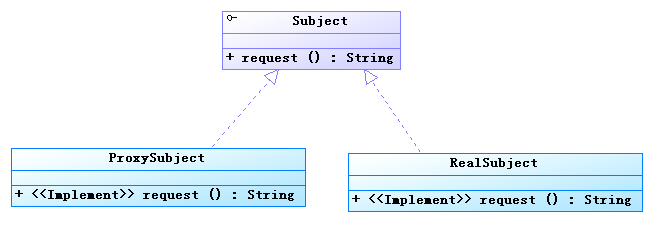 Subject
+ request () : String
ProxySubject
+ <<Implement>> request () : String
RealSubject
+ <<Implement>> request () : String